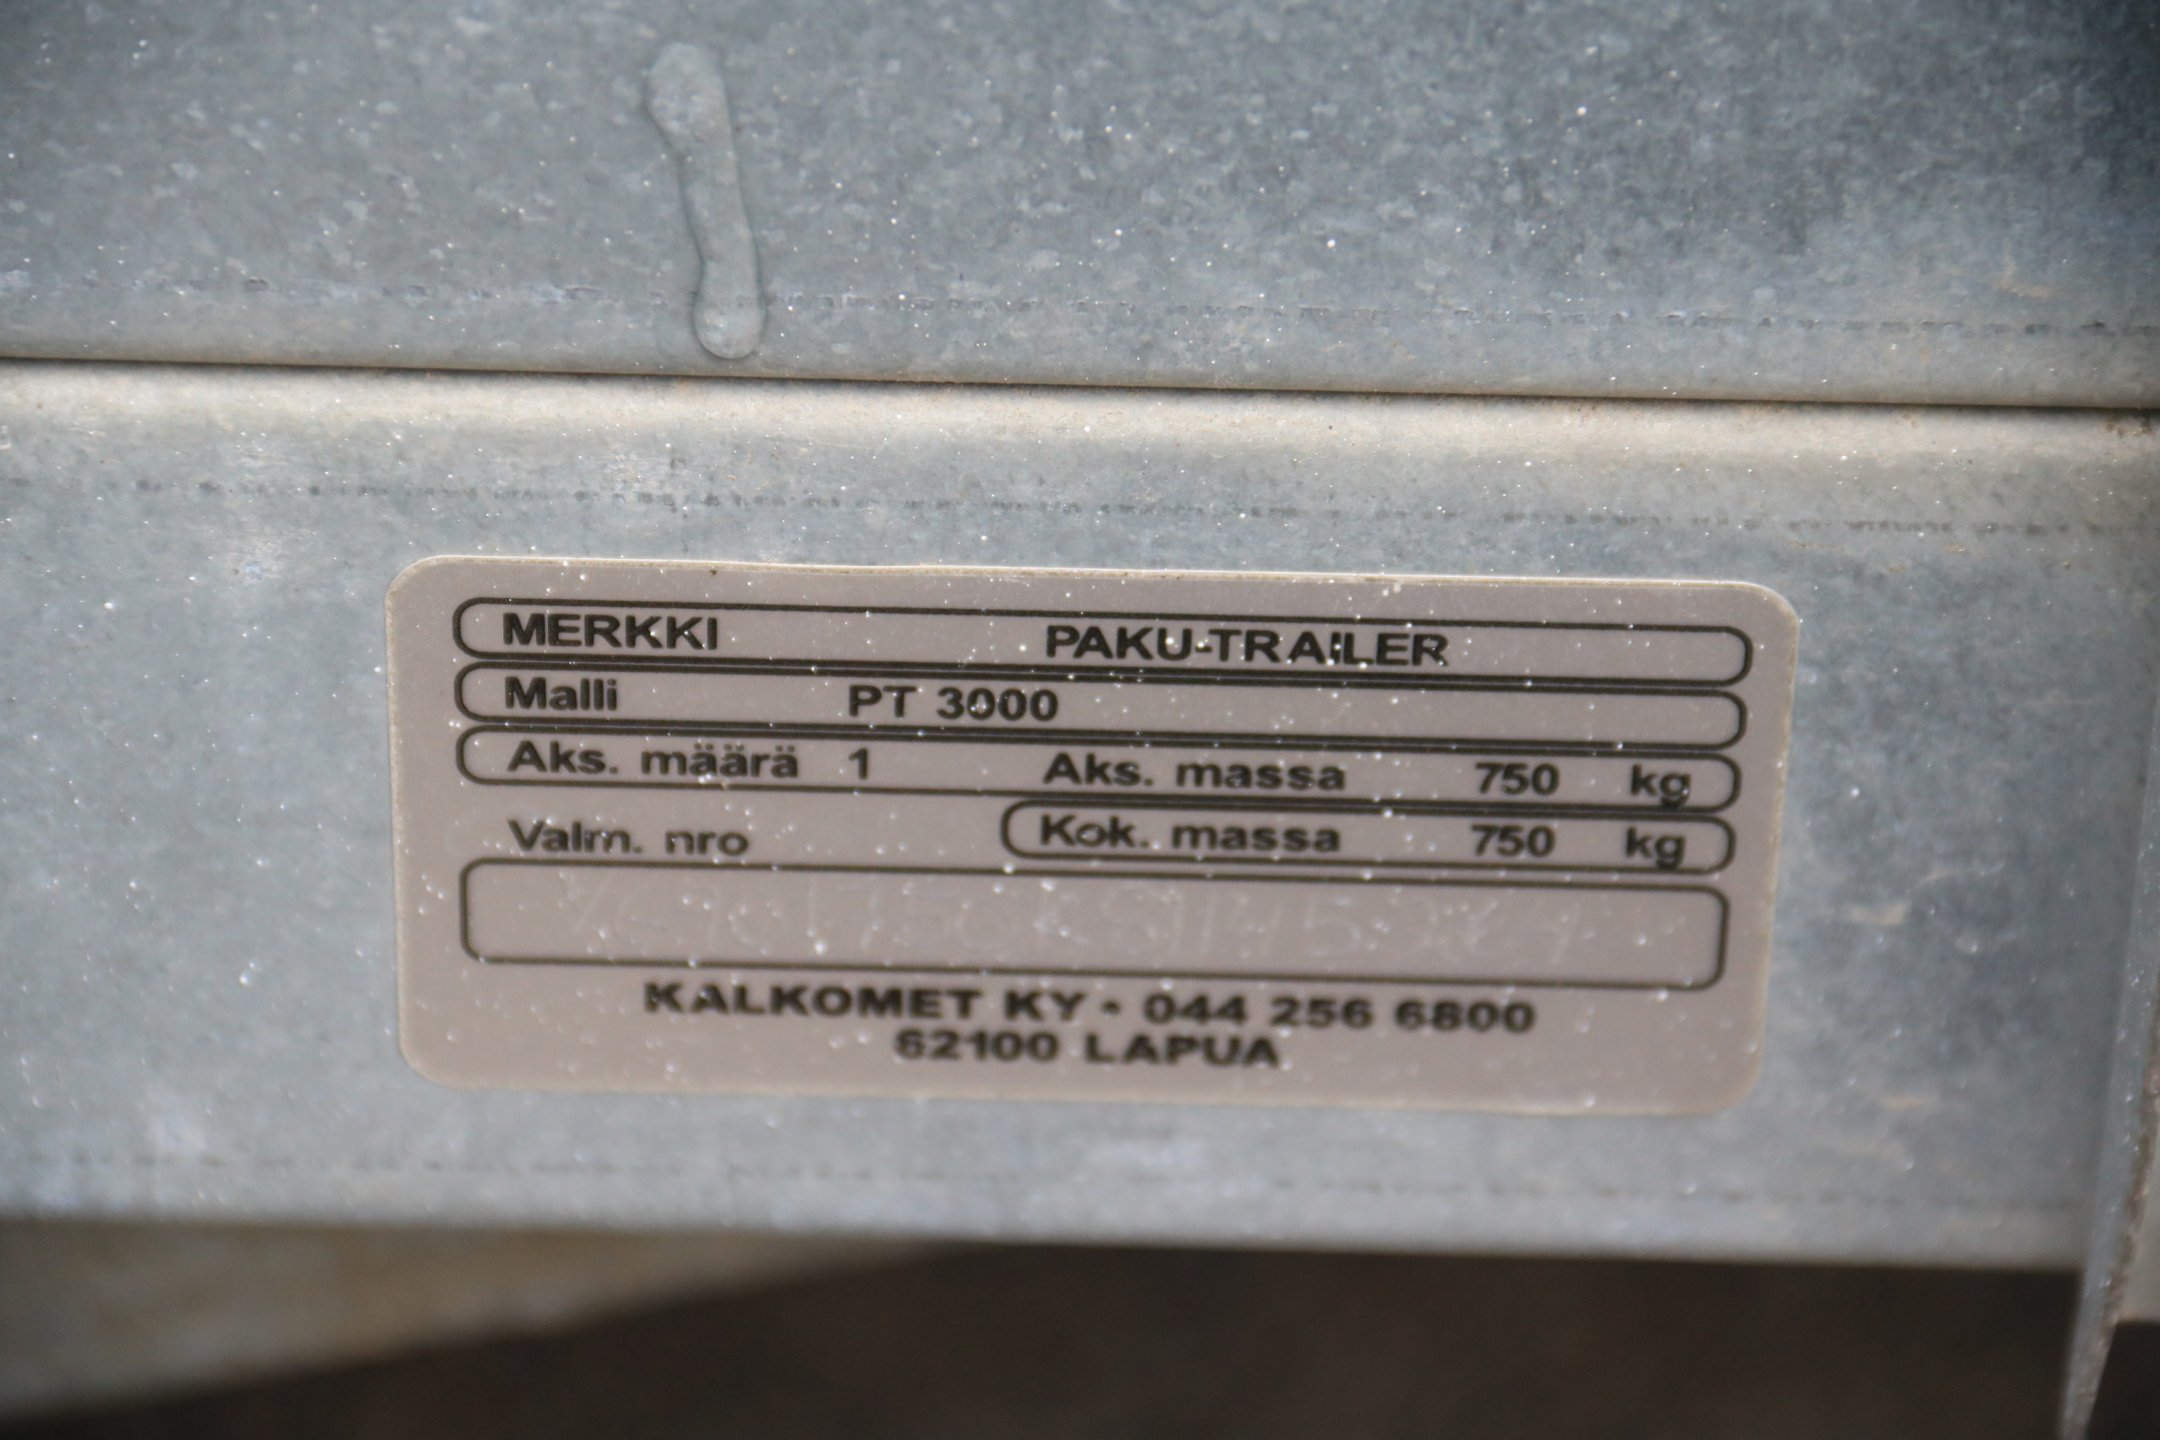 MERKKI PAKU-TRAILER
Malli PT 3000
Aks. määrä 1 Aks. massa 750 kg
Valm. nro Kok. massa 750 kg
KALKOMET KY • 044 256 6800
62100 LAPUA